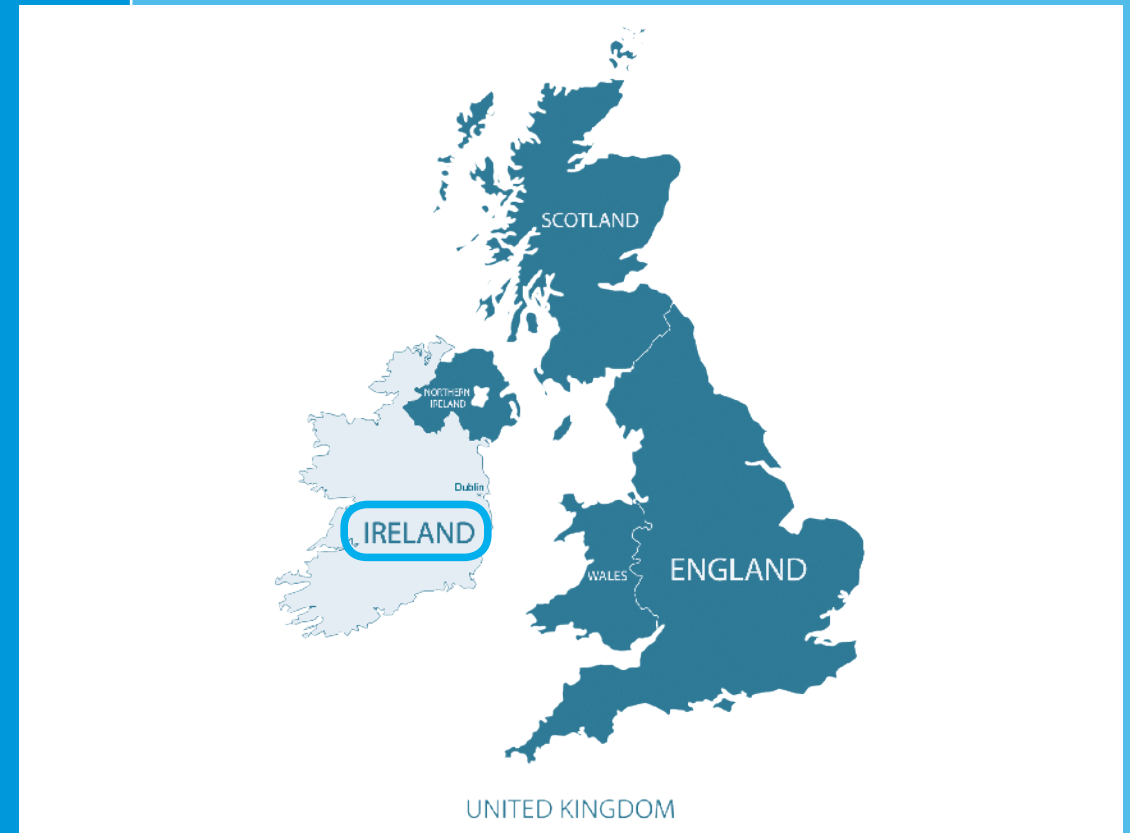 SCOTLAND
NORTHERN
IRELAND
Dublin
IRELAND
WALES
ENGLAND
UNITED KINGDOM